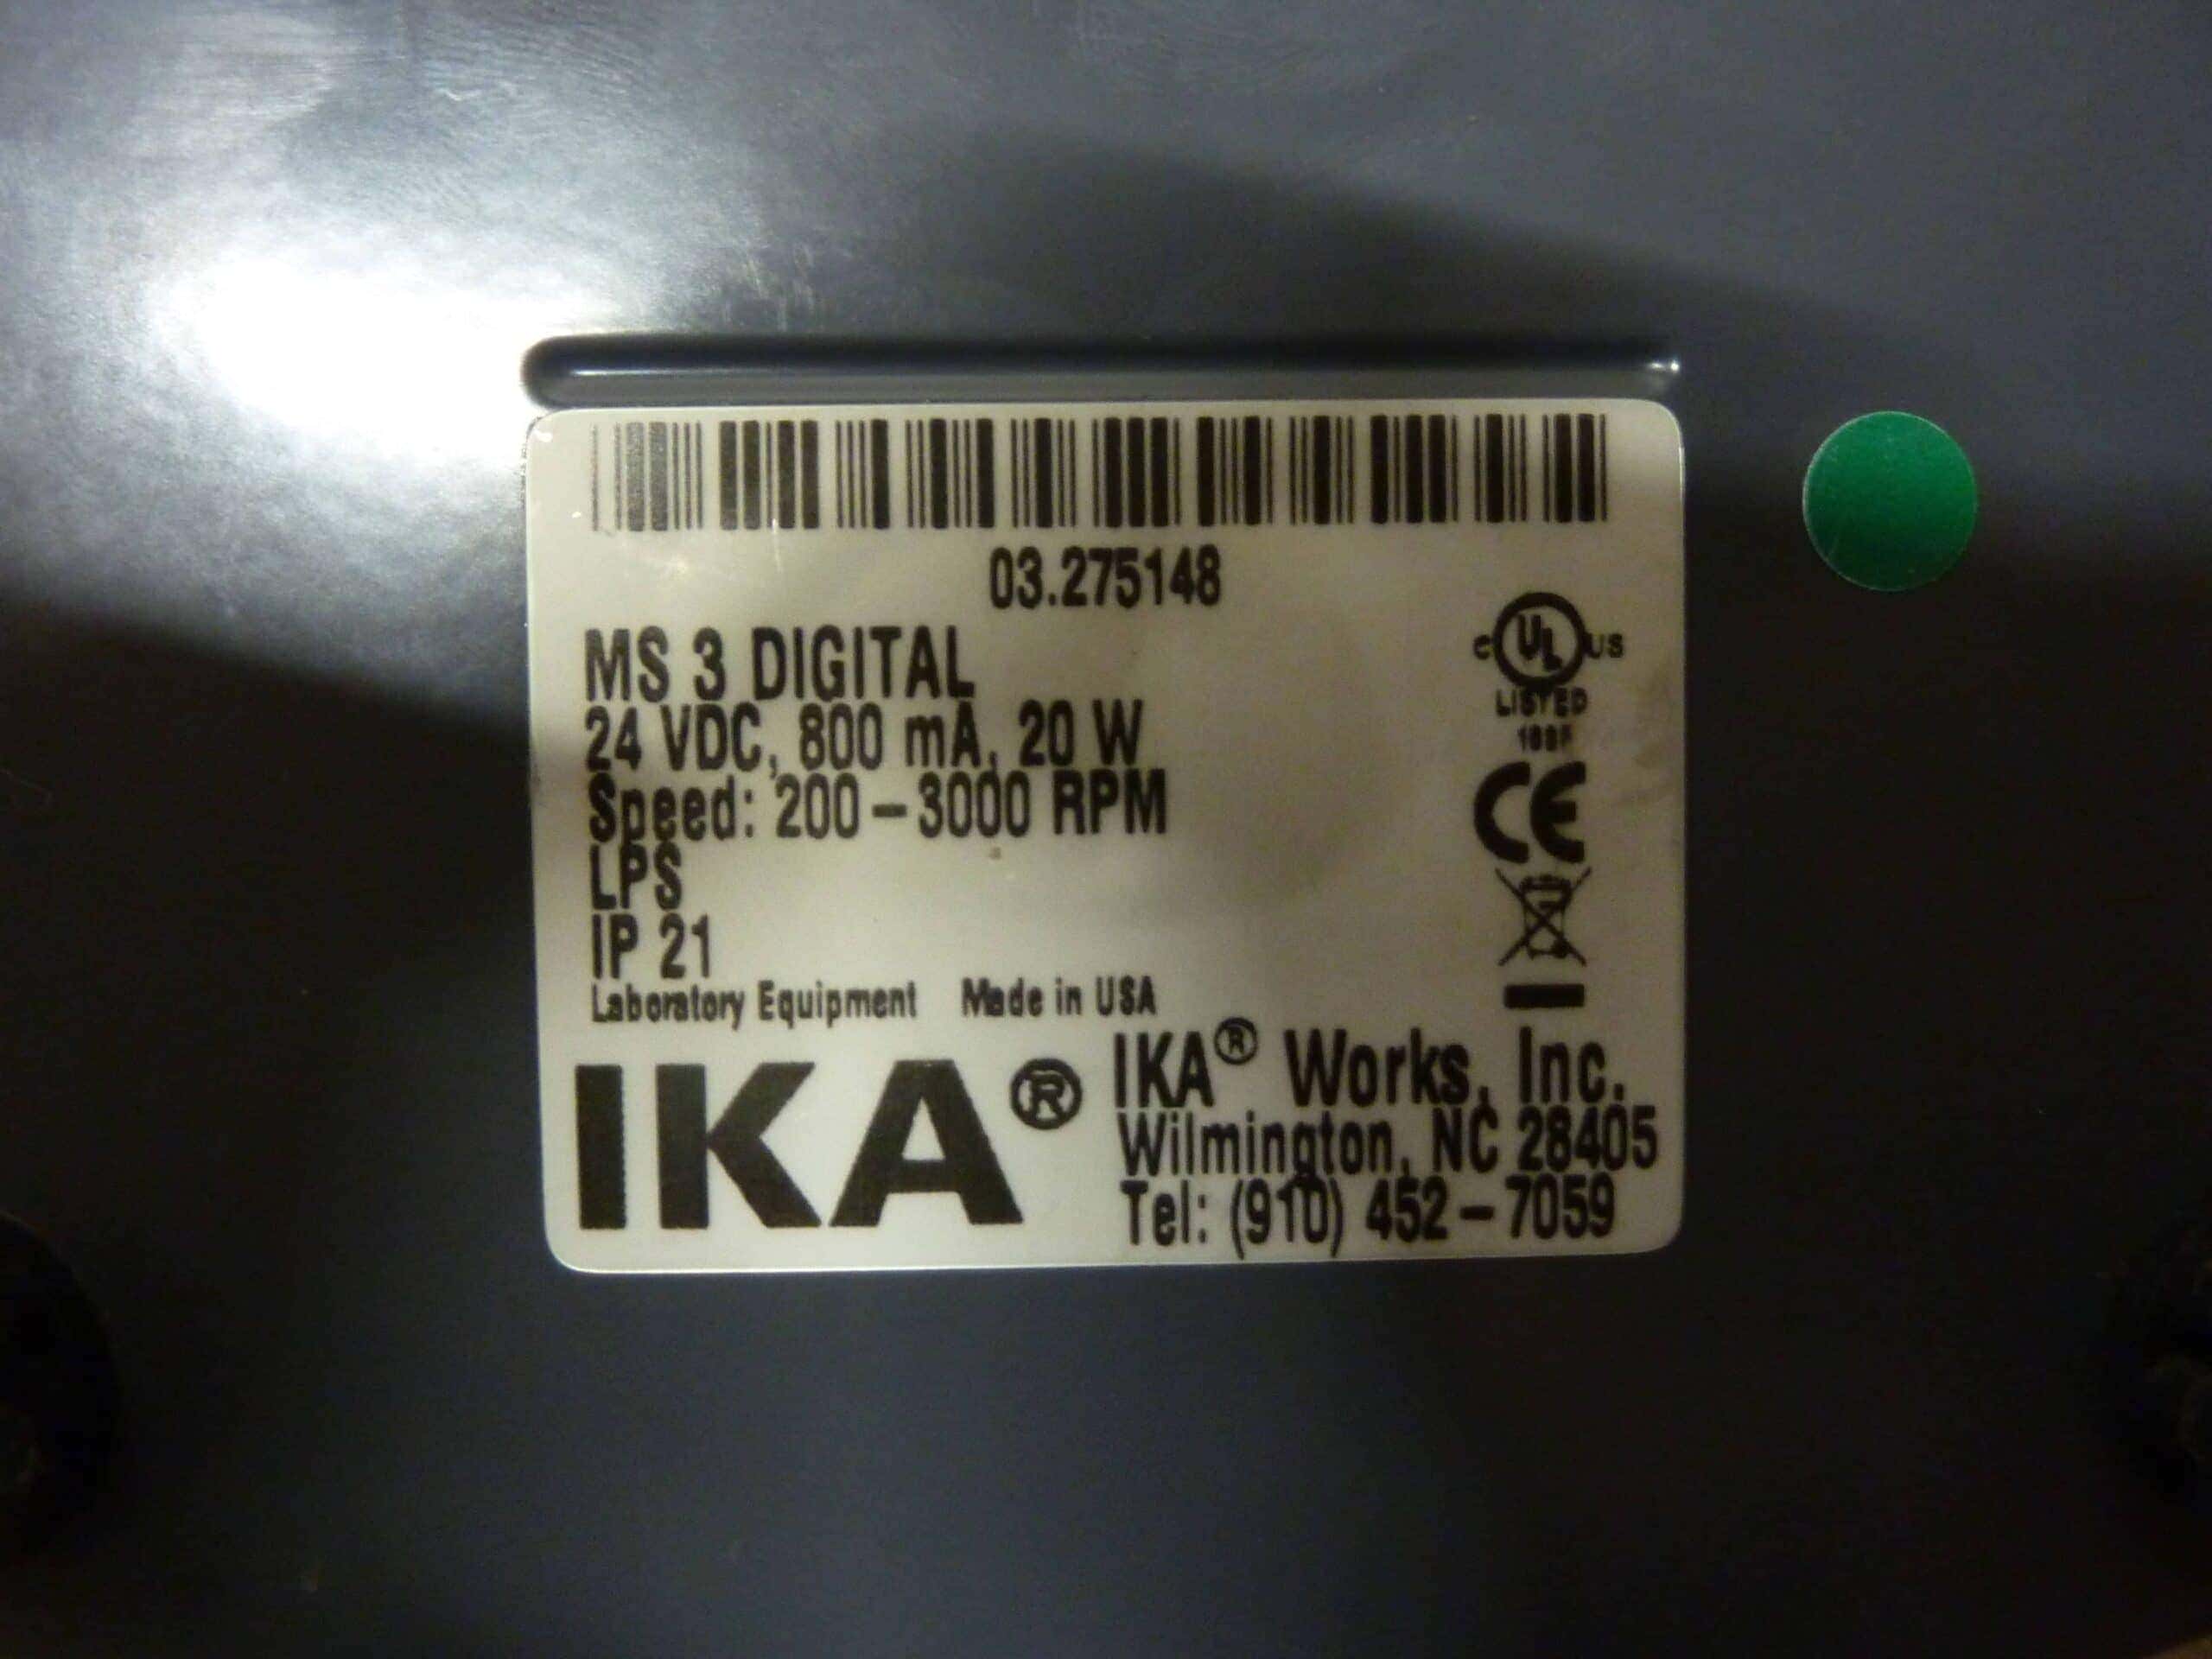 03.275148
MS 3 DIGITAL
24 VDC, 800 mA, 20 W
Speed: 200-3000 RPM
LPS
IP 21
Laboratory Equipment Made in USA
c UL US
LISTED
CE
IKA®
IKA® Works, Inc.
Wilmington, NC 28405
Tel: (910) 452-7059